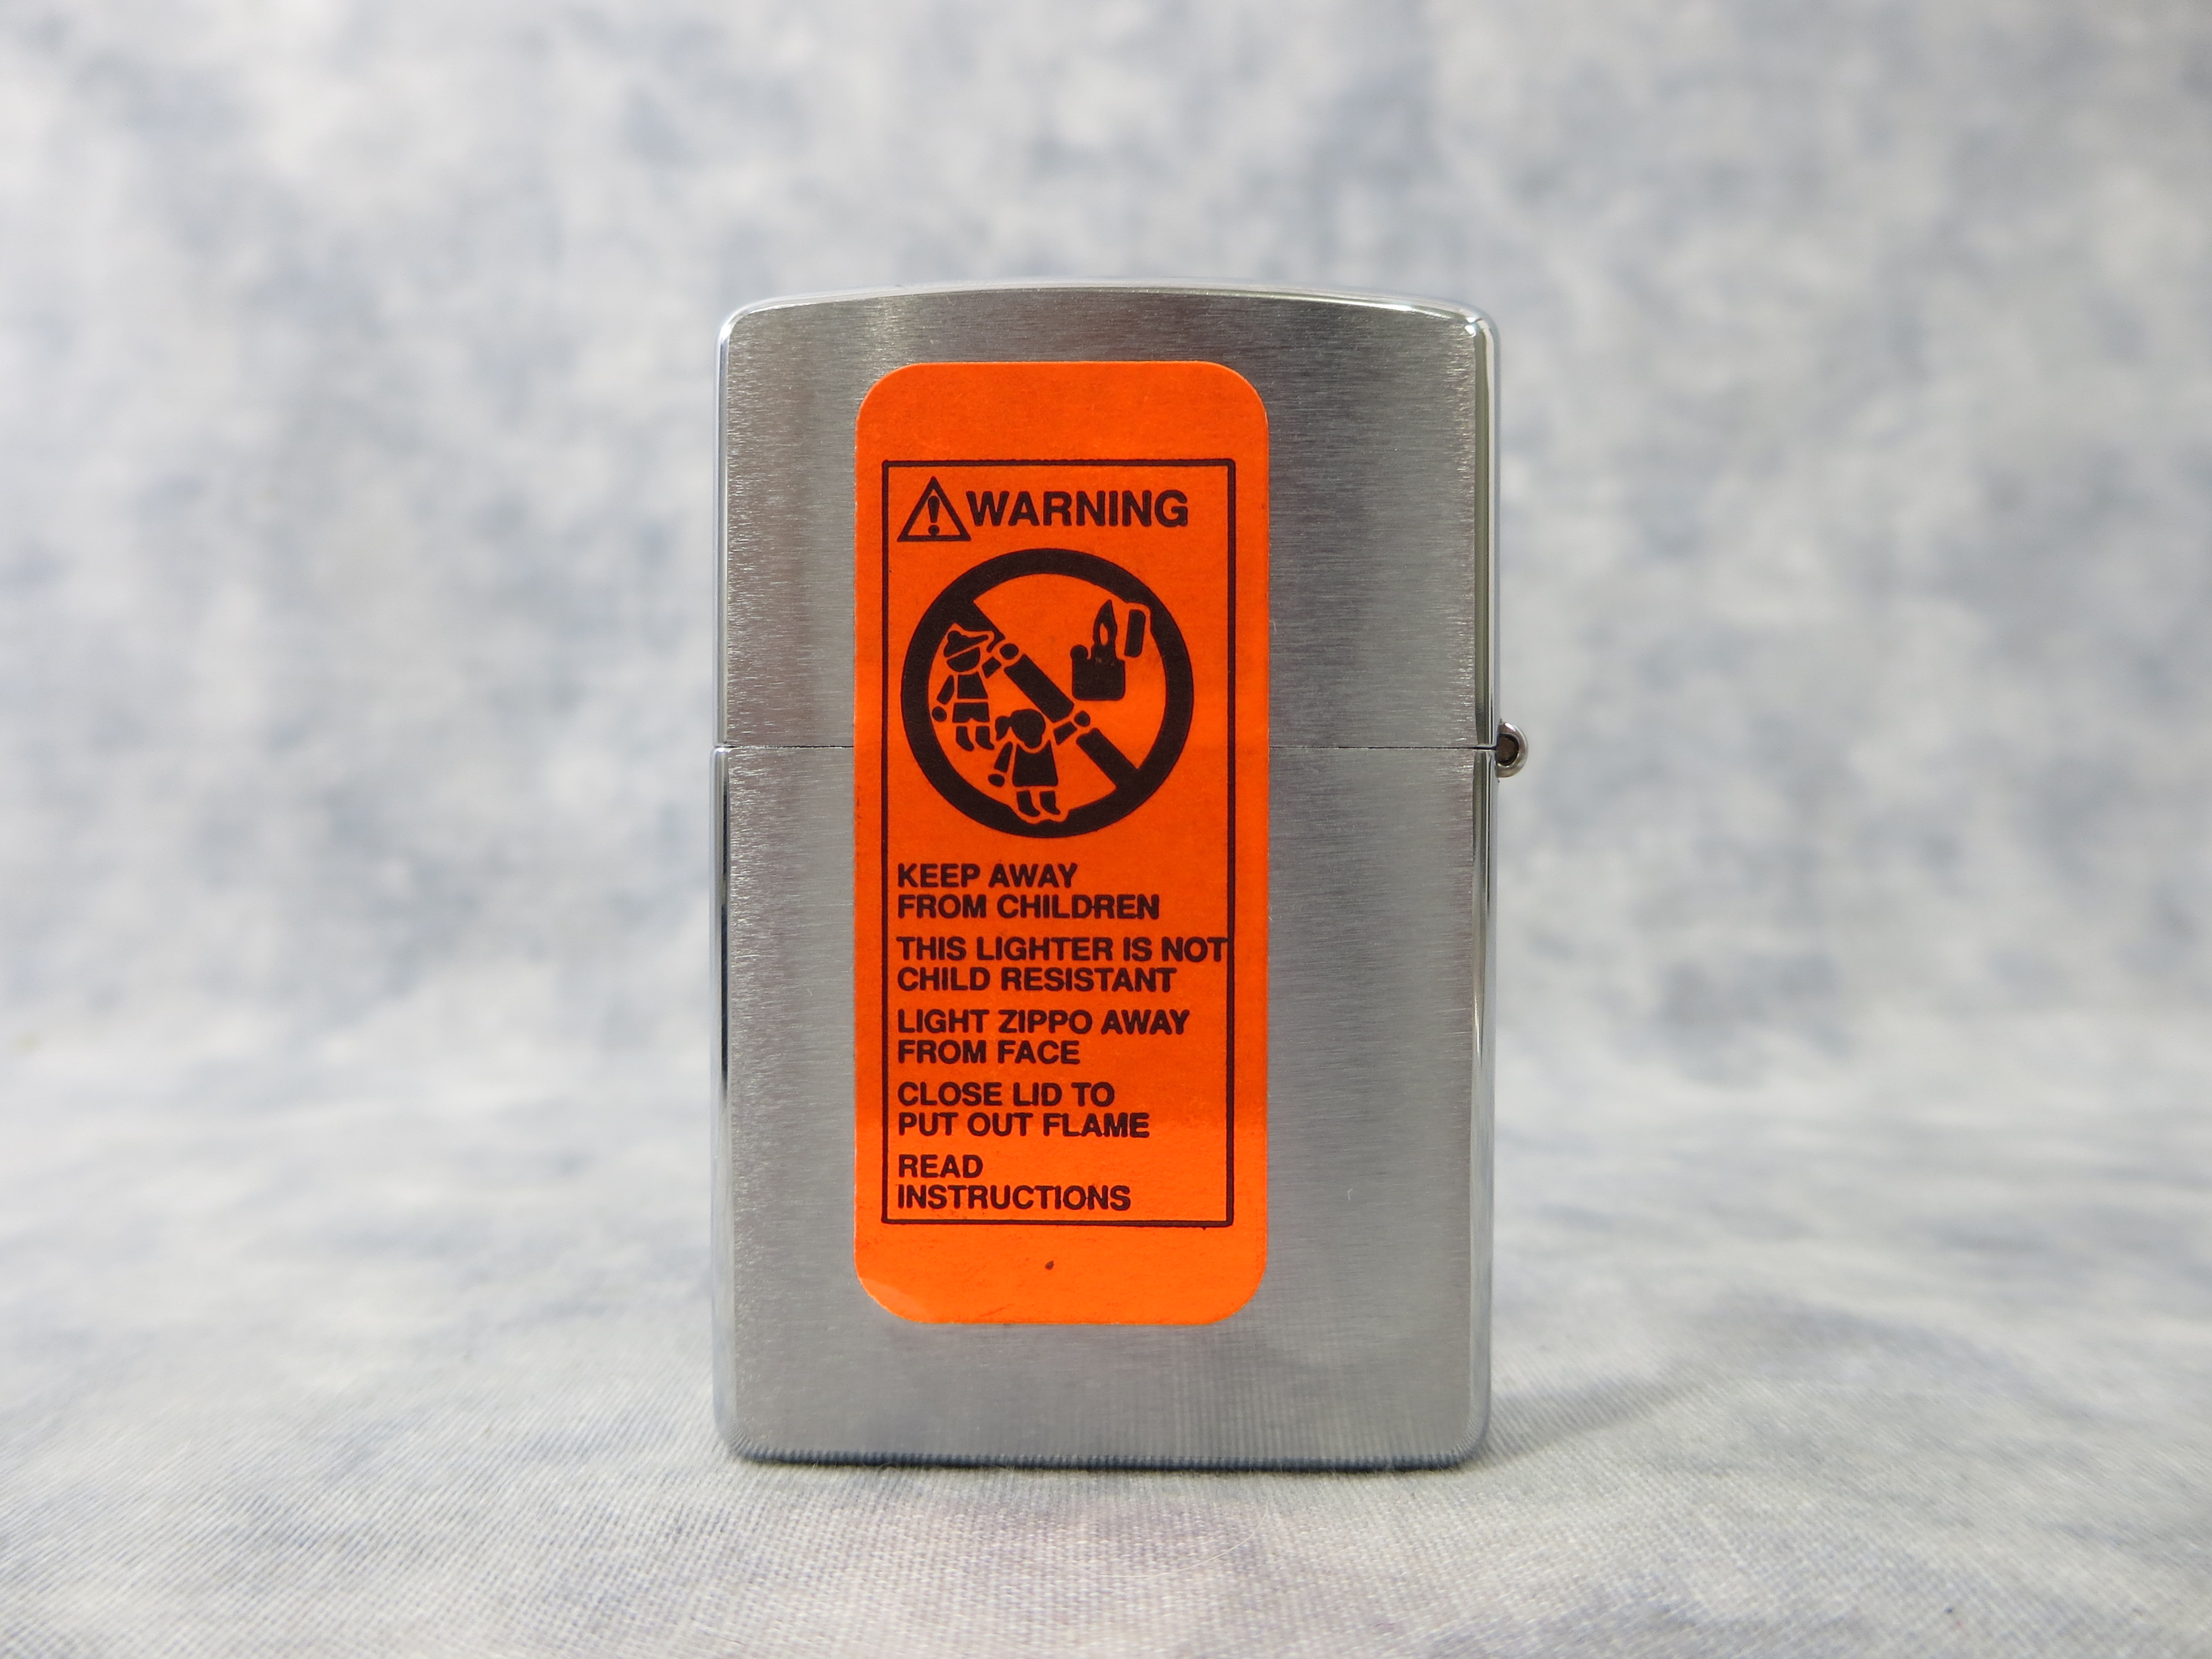 WARNING
KEEP AWAY
FROM CHILDREN
THIS LIGHTER IS NOT
CHILD RESISTANT
LIGHT ZIPPO AWAY
FROM FACE
CLOSE LID TO
PUT OUT FLAME
READ
INSTRUCTIONS